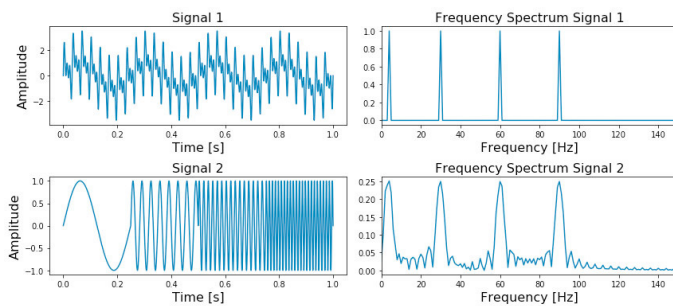 Signal 1
Amplitude
2
0
−2
0.0 0.2 0.4 0.6 0.8 1.0
Time [s]
Frequency Spectrum Signal 1
1.0
0.8
0.6
0.4
0.2
0.0
0 20 40 60 80 100 120 140
Frequency [Hz]
Signal 2
Amplitude
1.0
0.5
0.0
−0.5
−1.0
0.0 0.2 0.4 0.6 0.8 1.0
Time [s]
Frequency Spectrum Signal 2
0.25
0.20
0.15
0.10
0.05
0.00
0 20 40 60 80 100 120 140
Frequency [Hz]